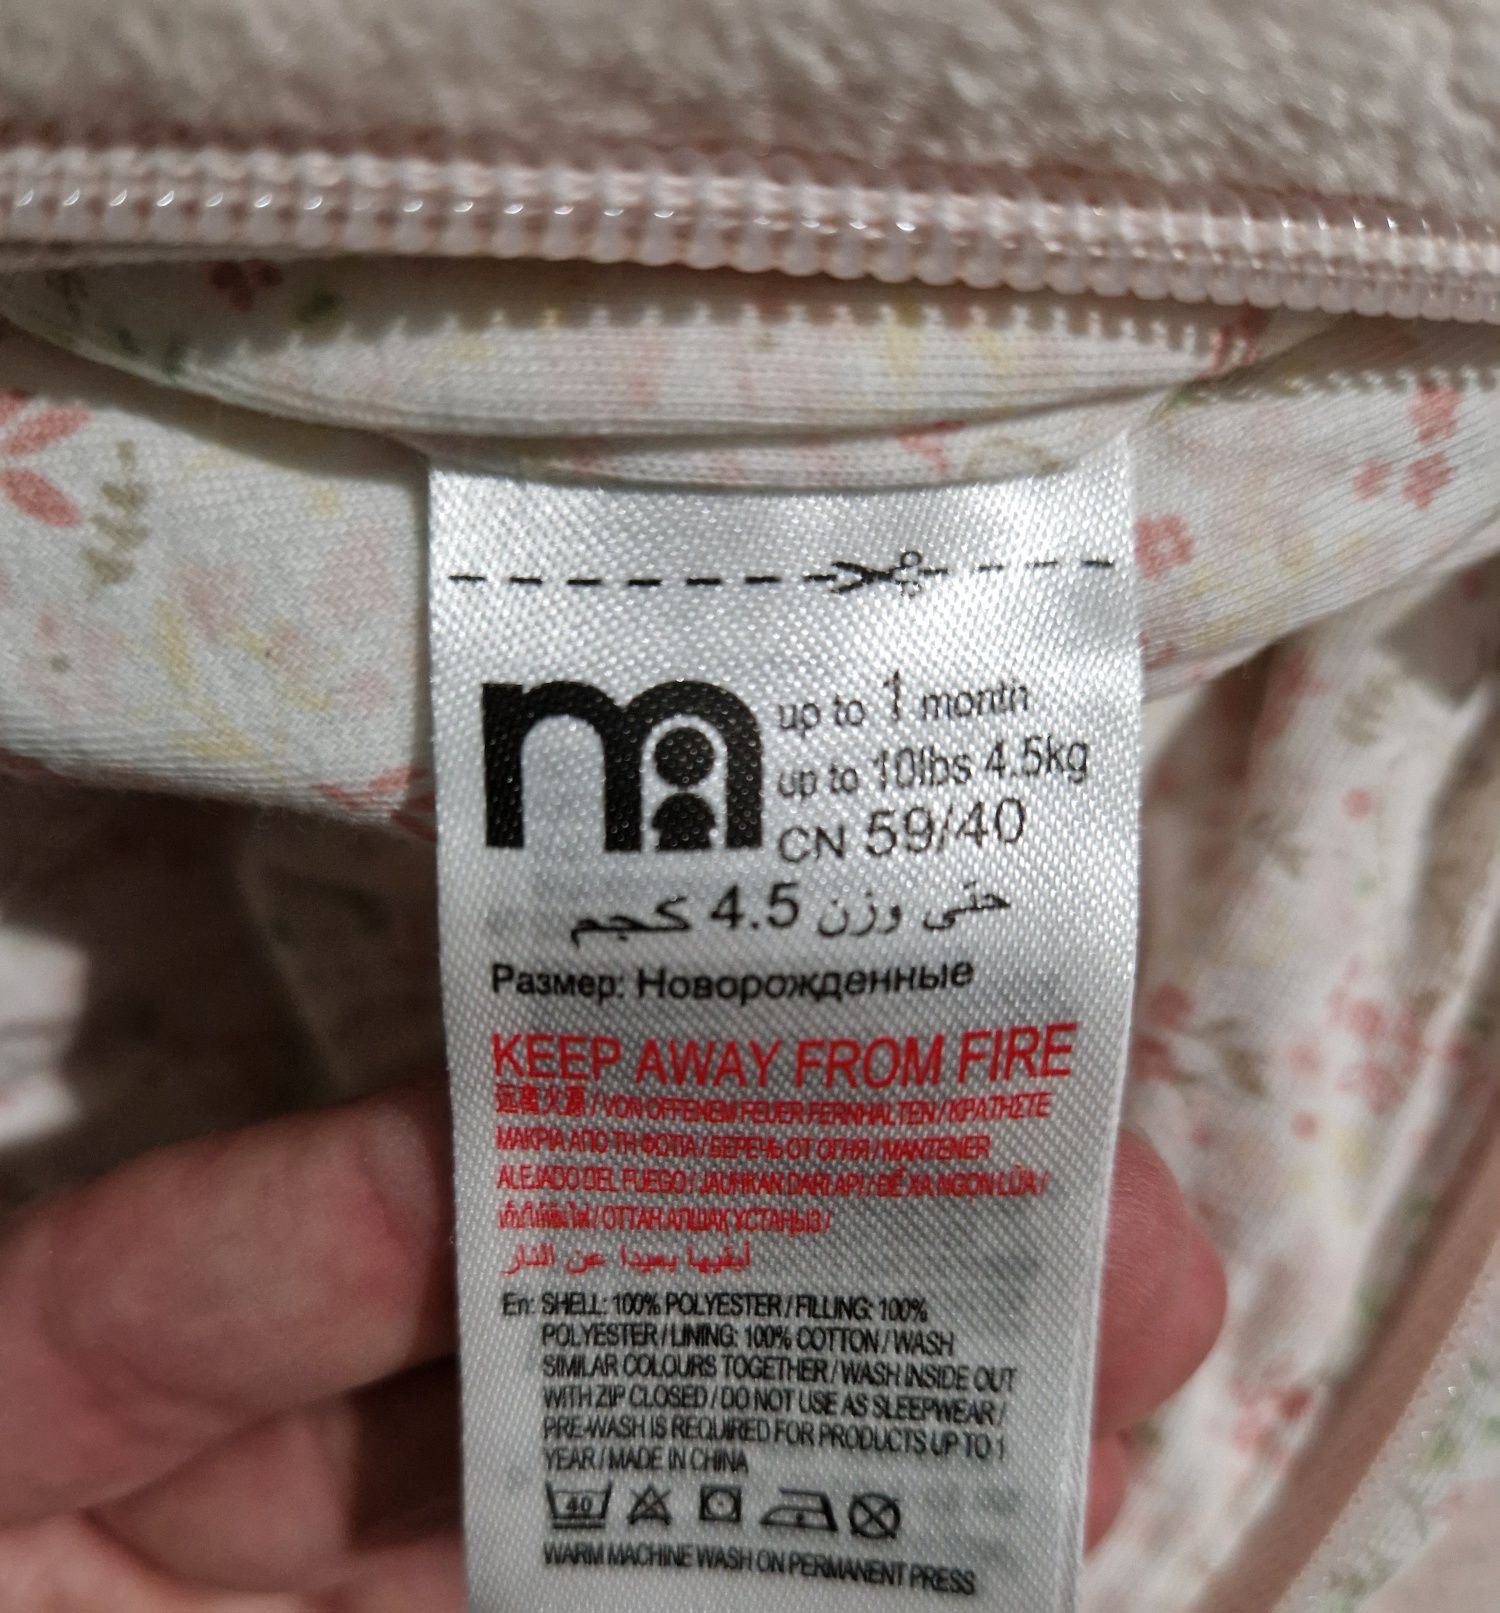 up to 1 month
up to 10lbs 4.5kg
CN 59/40
حتى وزن 4.5 كجم
Размер: Новорожденные
KEEP AWAY FROM FIRE
远离火源 / VON OFFENEM FEUER FERNHALTEN / ΚΡΑΤΗΣΤΕ
ΜΑΚΡΙΑ ΑΠΟ ΤΗ ΦΩΤΙΑ / БЕРЕЧЬ ОТ ОГНЯ / MANTENER
ALEJADO DEL FUEGO / JAUHKAN DARI API / ĐỂ XA NGỌN LỬA /
/ ОТТАН АЛШАҚ ҰСТАҢЫЗ /
أبقيها بعيدا عن النار
En: SHELL: 100% POLYESTER / FILLING: 100%
POLYESTER / LINING: 100% COTTON / WASH
SIMILAR COLOURS TOGETHER / WASH INSIDE OUT
WITH ZIP CLOSED / DO NOT USE AS SLEEPWEAR /
PRE-WASH IS REQUIRED FOR PRODUCTS UP TO 1
YEAR / MADE IN CHINA
40
WARM MACHINE WASH ON PERMANENT PRESS